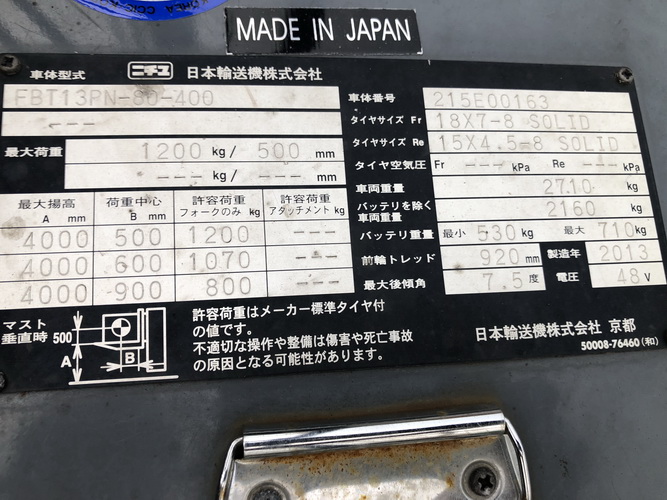 MADE IN JAPAN
車体型式 ニチユ 日本輸送機株式会社
FBT13PN-80-400
---
車体番号 215E00163
タイヤサイズ Fr 18X7-8 SOLID
タイヤサイズ Re 15X4.5-8 SOLID
最大荷重 1200 kg/ 500 mm
--- kg/ --- mm
タイヤ空気圧 Fr --- kPa Re --- kPa
車両重量 2710 kg
バッテリを除く車両重量 2160 kg
バッテリ重量 最小 530 kg 最大 710 kg
前輪トレッド 920 mm 製造年 2013
最大後傾角 7.5 度 電圧 48 V
最大揚高 A mm 荷重中心 B mm 許容荷重 フォークのみ kg 許容荷重 アタッチメント kg
4000 500 1200 ---
4000 600 1070 ---
4000 900 800 ---
マスト垂直時 500 A B
許容荷重はメーカー標準タイヤ付
の値です。
不適切な操作や整備は傷害や死亡事故
の原因となる可能性があります。
日本輸送機株式会社 京都
50008-76460 (和)